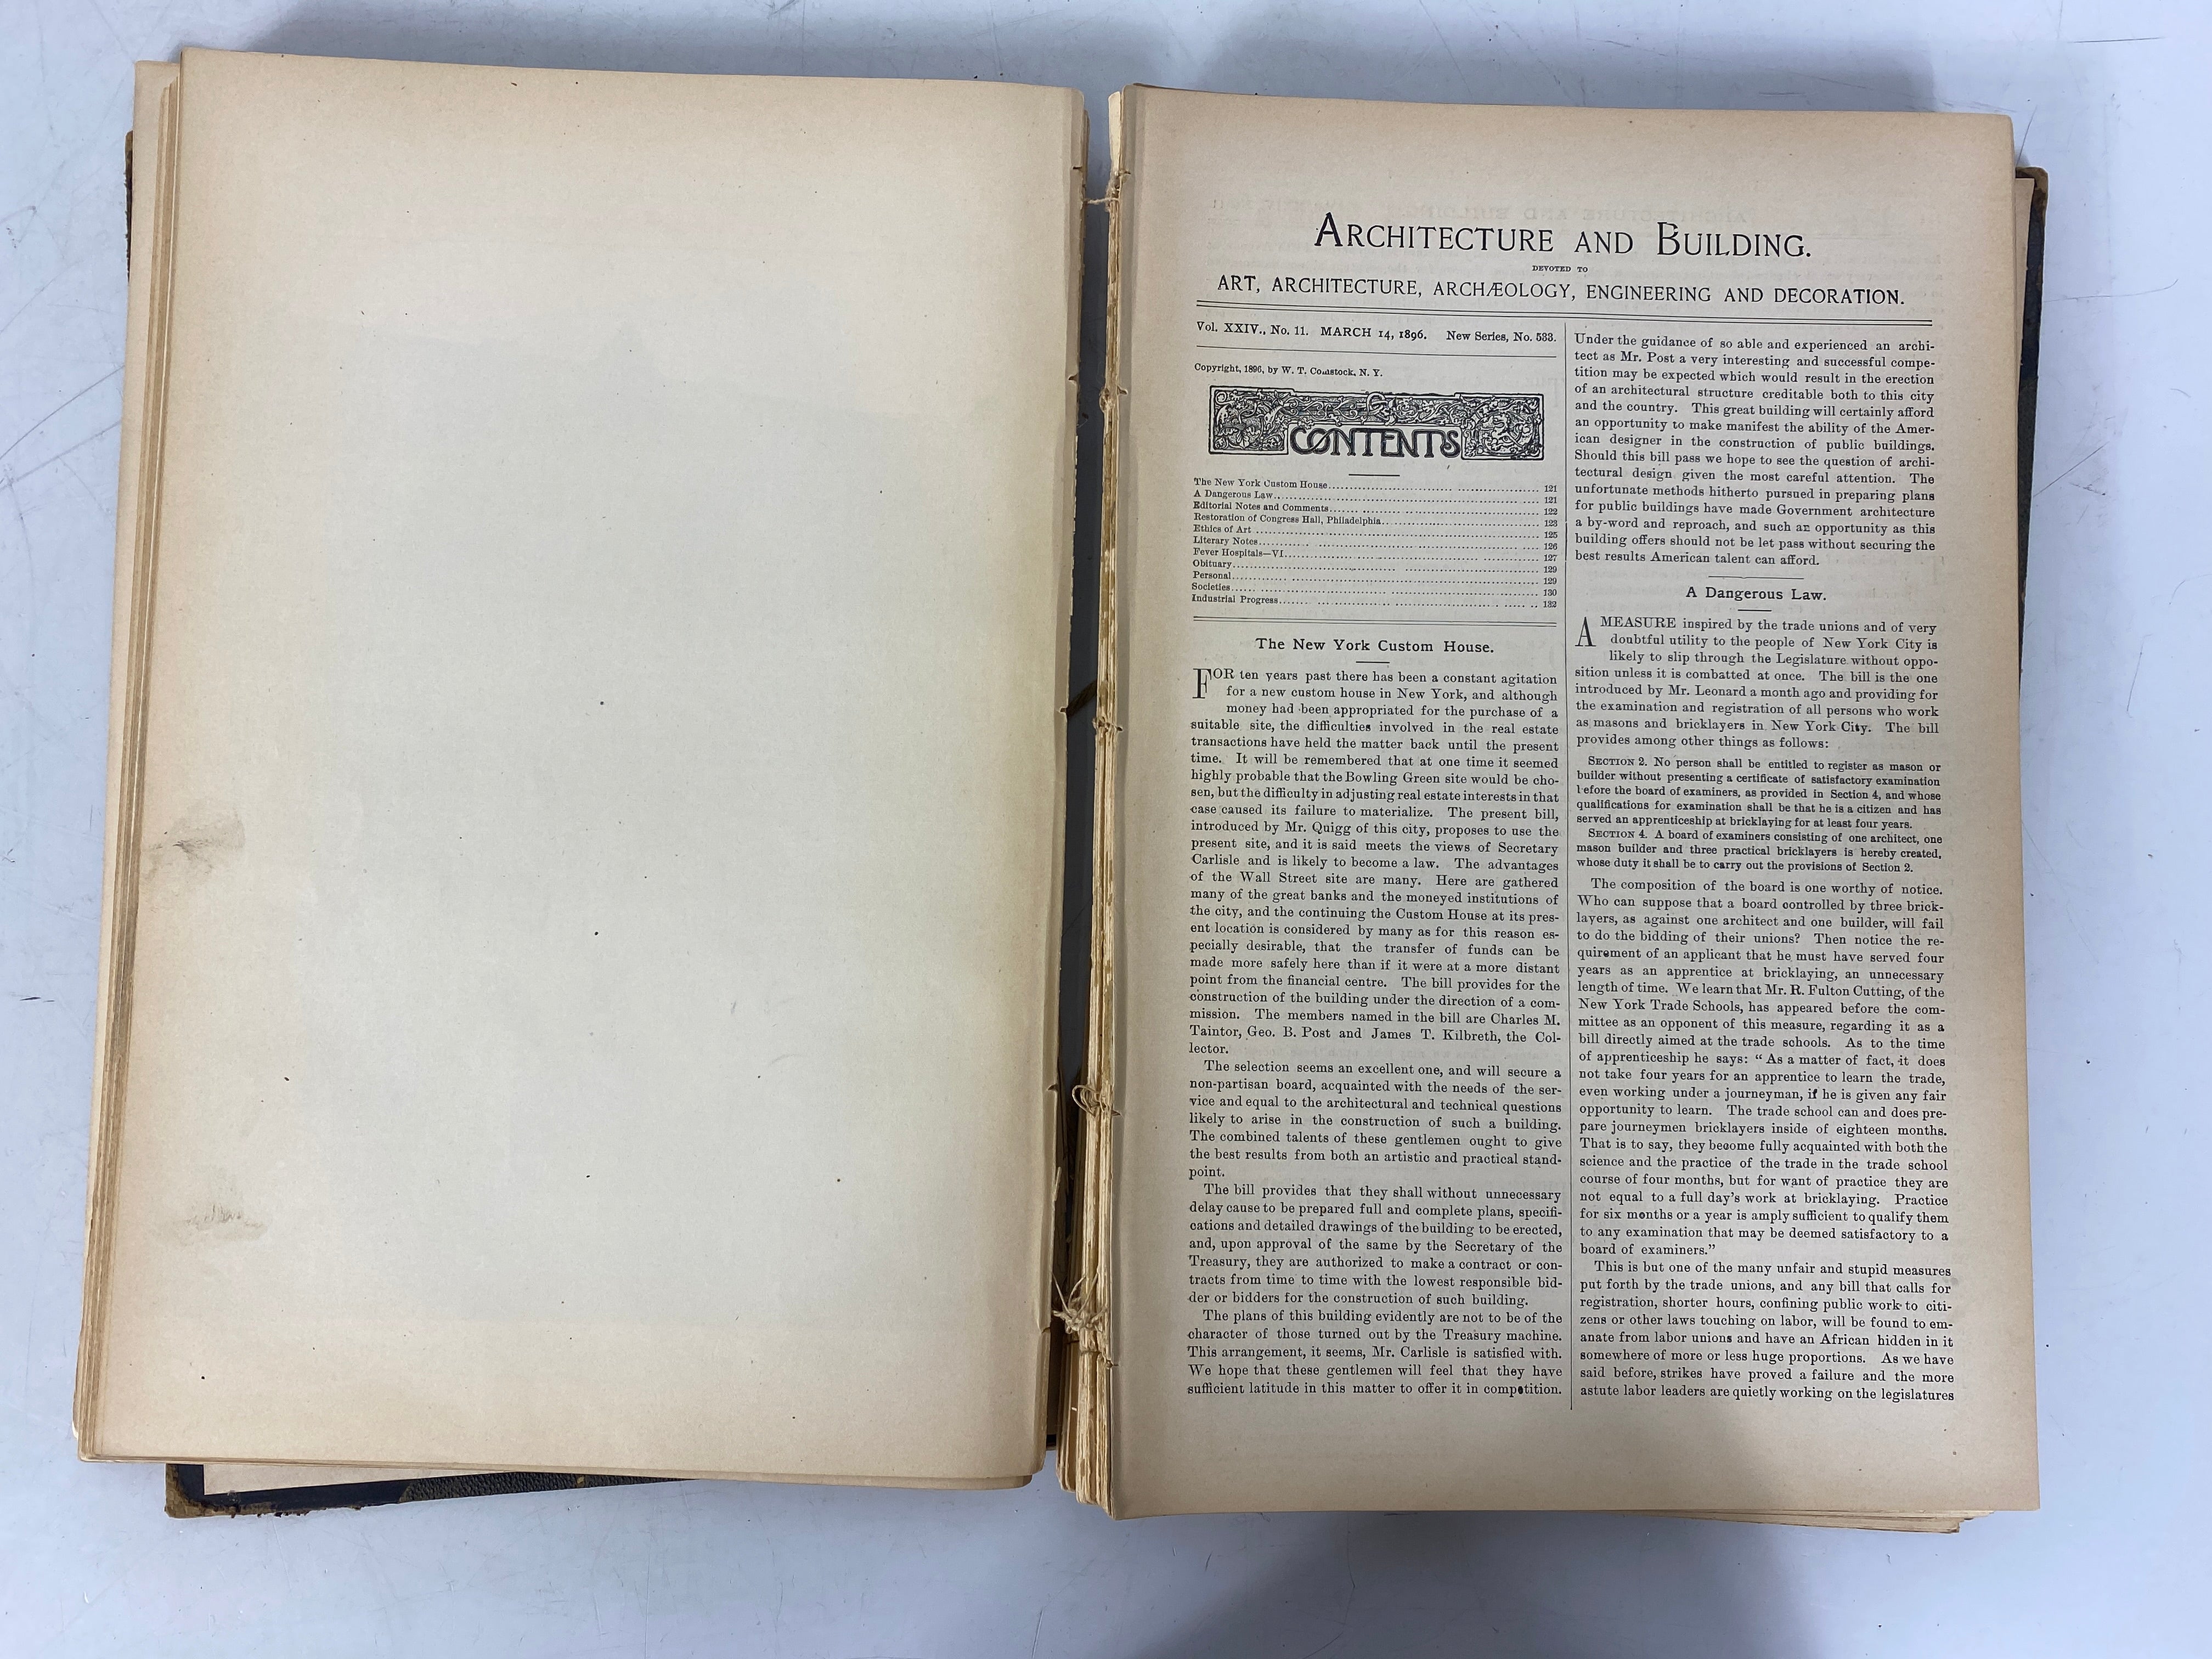 ARCHITECTURE AND BUILDING.
DEVOTED TO
ART, ARCHITECTURE, ARCHÆOLOGY, ENGINEERING AND DECORATION.
Vol. XXIV., No. 11. MARCH 14, 1896. New Series, No. 533.
Copyright, 1896, by W. T. Comstock, N. Y.
CONTENTS
The New York Custom House 121
A Dangerous Law 121
Editorial Notes and Comments 122
Restoration of Congress Hall, Philadelphia 123
Ethics of Art 125
Literary Notes 126
Fever Hospitals—VI 127
Obituary 129
Personal 129
Societies 130
Industrial Progress 132
The New York Custom House.
FOR ten years past there has been a constant agitation
for a new custom house in New York, and although
money had been appropriated for the purchase of a
suitable site, the difficulties involved in the real estate
transactions have held the matter back until the present
time. It will be remembered that at one time it seemed
highly probable that the Bowling Green site would be cho-
sen, but the difficulty in adjusting real estate interests in that
case caused its failure to materialize. The present bill,
introduced by Mr. Quigg of this city, proposes to use the
present site, and it is said meets the views of Secretary
Carlisle and is likely to become a law. The advantages
of the Wall Street site are many. Here are gathered
many of the great banks and the moneyed institutions of
the city, and the continuing the Custom House at its pres-
ent location is considered by many as for this reason es-
pecially desirable, that the transfer of funds can be
made more safely here than if it were at a more distant
point from the financial centre. The bill provides for the
construction of the building under the direction of a com-
mission. The members named in the bill are Charles M.
Taintor, Geo. B. Post and James T. Kilbreth, the Col-
lector.
The selection seems an excellent one, and will secure a
non-partisan board, acquainted with the needs of the ser-
vice and equal to the architectural and technical questions
likely to arise in the construction of such a building.
The combined talents of these gentlemen ought to give
the best results from both an artistic and practical stand-
point.
The bill provides that they shall without unnecessary
delay cause to be prepared full and complete plans, specifi-
cations and detailed drawings of the building to be erected,
and, upon approval of the same by the Secretary of the
Treasury, they are authorized to make a contract or con-
tracts from time to time with the lowest responsible bid-
der or bidders for the construction of such building.
The plans of this building evidently are not to be of the
character of those turned out by the Treasury machine.
This arrangement, it seems, Mr. Carlisle is satisfied with.
We hope that these gentlemen will feel that they have
sufficient latitude in this matter to offer it in competition.
Under the guidance of so able and experienced an archi-
tect as Mr. Post a very interesting and successful compe-
tition may be expected which would result in the erection
of an architectural structure creditable both to this city
and the country. This great building will certainly afford
an opportunity to make manifest the ability of the Amer-
ican designer in the construction of public buildings.
Should this bill pass we hope to see the question of archi-
tectural design given the most careful attention. The
unfortunate methods hitherto pursued in preparing plans
for public buildings have made Government architecture
a by-word and reproach, and such an opportunity as this
building offers should not be let pass without securing the
best results American talent can afford.
A Dangerous Law.
A MEASURE inspired by the trade unions and of very
doubtful utility to the people of New York City is
likely to slip through the Legislature without oppo-
sition unless it is combatted at once. The bill is the one
introduced by Mr. Leonard a month ago and providing for
the examination and registration of all persons who work
as masons and bricklayers in New York City. The bill
provides among other things as follows:
SECTION 2. No person shall be entitled to register as mason or
builder without presenting a certificate of satisfactory examination
before the board of examiners, as provided in Section 4, and whose
qualifications for examination shall be that he is a citizen and has
served an apprenticeship at bricklaying for at least four years.
SECTION 4. A board of examiners consisting of one architect, one
mason builder and three practical bricklayers is hereby created,
whose duty it shall be to carry out the provisions of Section 2.
The composition of the board is one worthy of notice.
Who can suppose that a board controlled by three brick-
layers, as against one architect and one builder, will fail
to do the bidding of their unions? Then notice the re-
quirement of an applicant that he must have served four
years as an apprentice at bricklaying, an unnecessary
length of time. We learn that Mr. R. Fulton Cutting, of the
New York Trade Schools, has appeared before the com-
mittee as an opponent of this measure, regarding it as a
bill directly aimed at the trade schools. As to the time
of apprenticeship he says: "As a matter of fact, it does
not take four years for an apprentice to learn the trade,
even working under a journeyman, if he is given any fair
opportunity to learn. The trade school can and does pre-
pare journeymen bricklayers inside of eighteen months.
That is to say, they become fully acquainted with both the
science and the practice of the trade in the trade school
course of four months, but for want of practice they are
not equal to a full day's work at bricklaying. Practice
for six months or a year is amply sufficient to qualify them
to any examination that may be deemed satisfactory to a
board of examiners."
This is but one of the many unfair and stupid measures
put forth by the trade unions, and any bill that calls for
registration, shorter hours, confining public work to citi-
zens or other laws touching on labor, will be found to em-
anate from labor unions and have an African hidden in it
somewhere of more or less huge proportions. As we have
said before, strikes have proved a failure and the more
astute labor leaders are quietly working on the legislatures